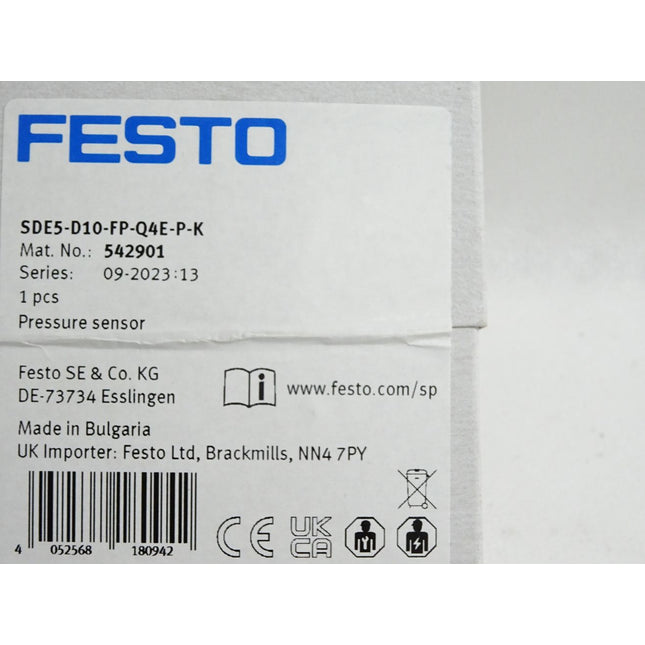 FESTO
SDE5-D10-FP-Q4E-P-K
Mat. No.: 542901
Series: 09-2023:13
1 pcs
Pressure sensor
Festo SE & Co. KG
DE-73734 Esslingen
i www.festo.com/sp
Made in Bulgaria
UK Importer: Festo Ltd, Brackmills, NN4 7PY
4 052568 180942
CE UK CA